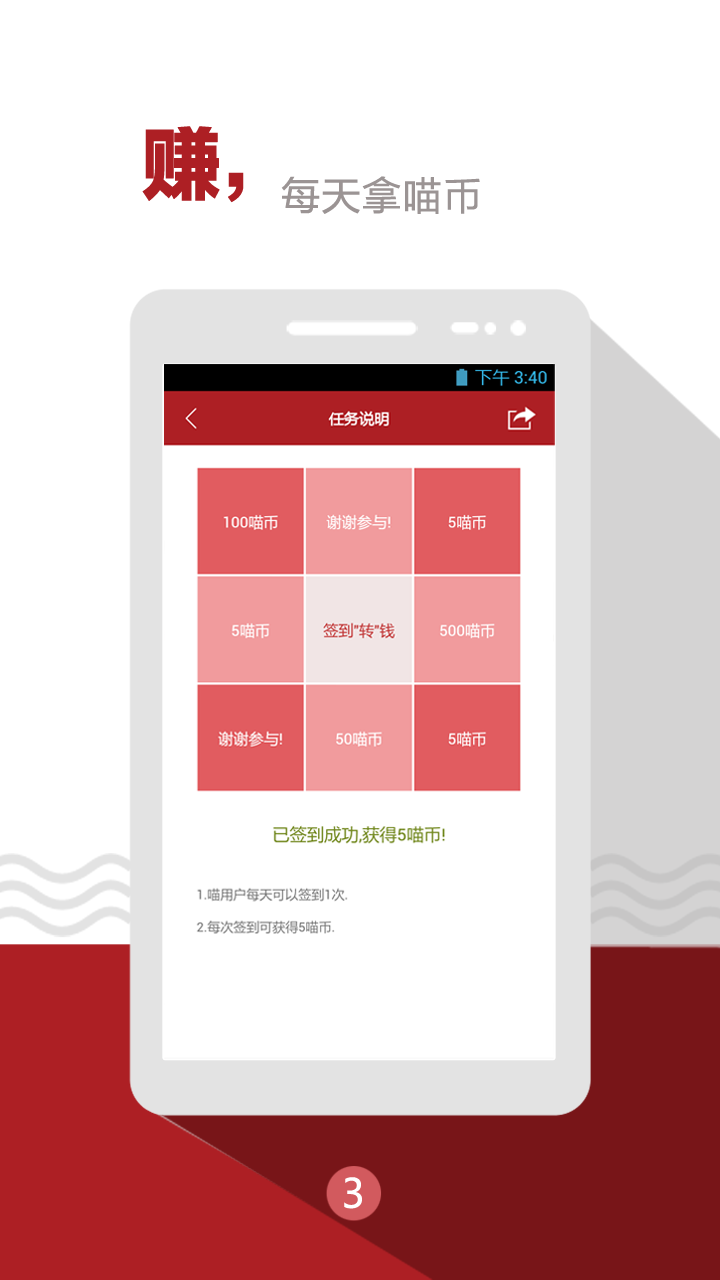 赚，
每天拿喵币
下午 3:40
任务说明
100喵币
谢谢参与!
5喵币
5喵币
签到"转"钱
500喵币
谢谢参与!
50喵币
5喵币
已签到成功,获得5喵币!
1.喵用户每天可以签到1次.
2.每次签到可获得5喵币.
3